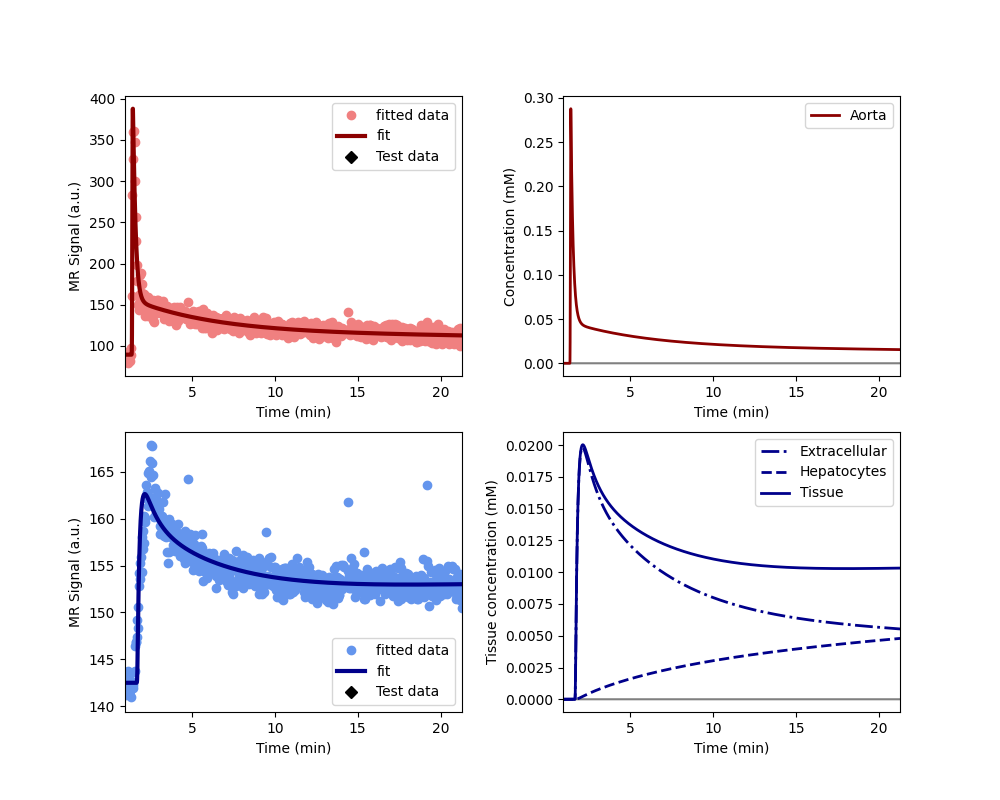 400
350
300
250
200
150
100
MR Signal (a.u.)
5 10 15 20
Time (min)
fitted data
fit
Test data
0.30
0.25
0.20
0.15
0.10
0.05
0.00
Concentration (mM)
5 10 15 20
Time (min)
Aorta
165
160
155
150
145
140
MR Signal (a.u.)
5 10 15 20
Time (min)
fitted data
fit
Test data
0.0200
0.0175
0.0150
0.0125
0.0100
0.0075
0.0050
0.0025
0.0000
Tissue concentration (mM)
5 10 15 20
Time (min)
Extracellular
Hepatocytes
Tissue